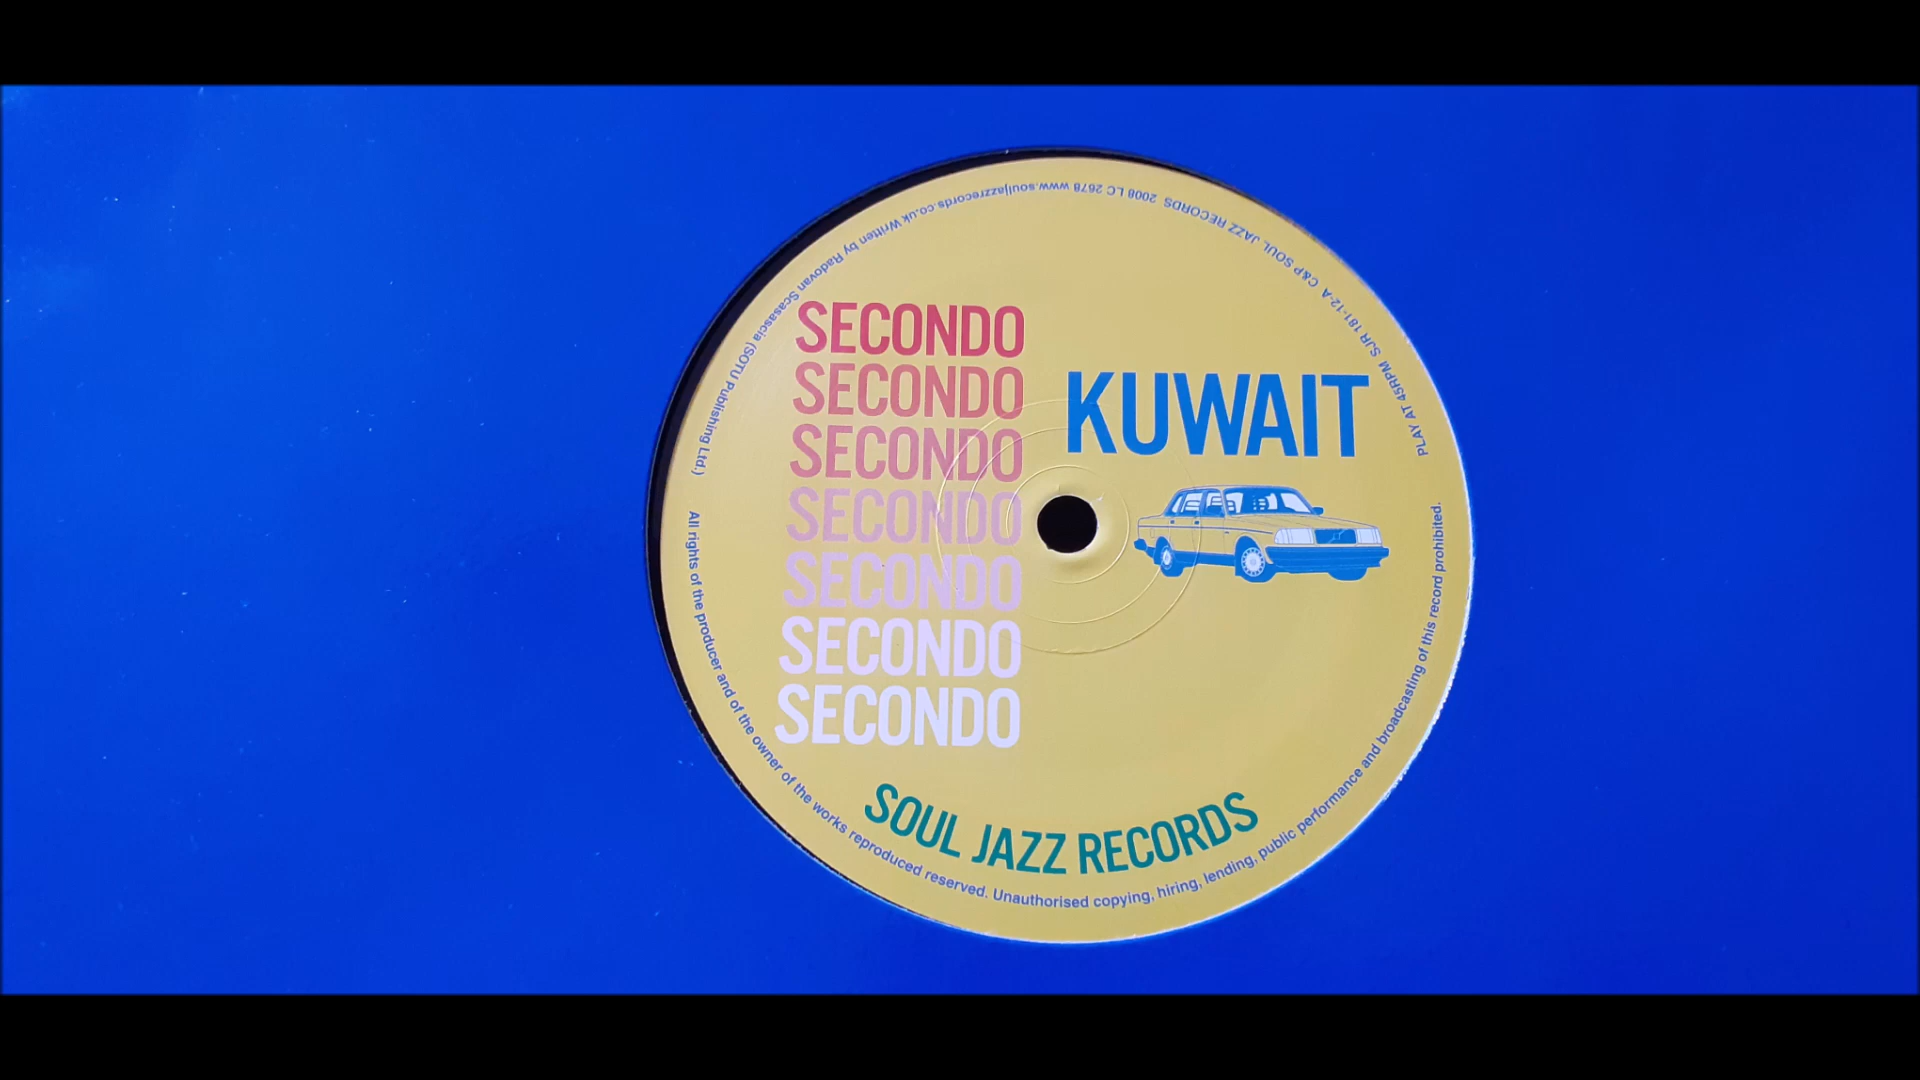 SECONDO
SECONDO
SECONDO
SECONDO
SECONDO
SECONDO
SECONDO
KUWAIT
SOUL JAZZ RECORDS
PLAY AT 45RPM SJR 181-12-A C&P SOUL JAZZ RECORDS 2008 LC 2678 www.souljazzrecords.co.uk Written by Radovan Scasascia (SOTU Publishing Ltd.)
All rights of the producer and of the owner of the works reproduced reserved. Unauthorised copying, hiring, lending, public performance and broadcasting of this record prohibited.